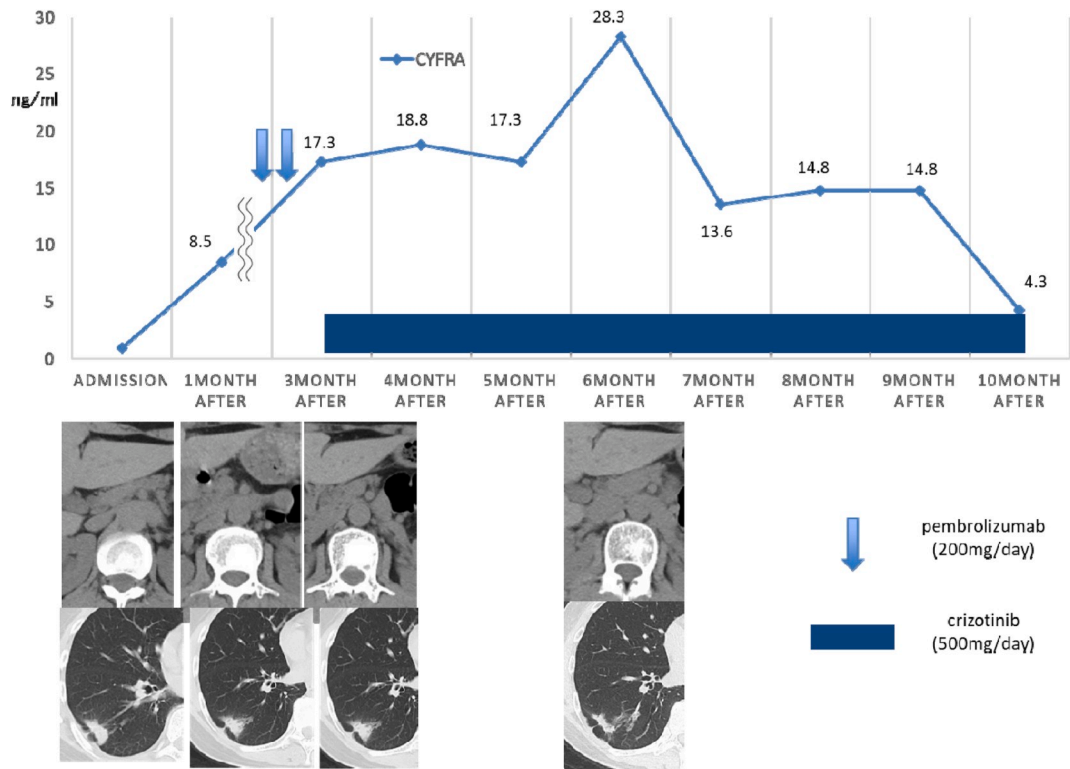 30
25
20
15
10
5
0
ng/ml
CYFRA
8.5
17.3
18.8
17.3
28.3
13.6
14.8
14.8
4.3
ADMISSION
1MONTH AFTER
3MONTH AFTER
4MONTH AFTER
5MONTH AFTER
6MONTH AFTER
7MONTH AFTER
8MONTH AFTER
9MONTH AFTER
10MONTH AFTER
pembrolizumab
(200mg/day)
crizotinib
(500mg/day)